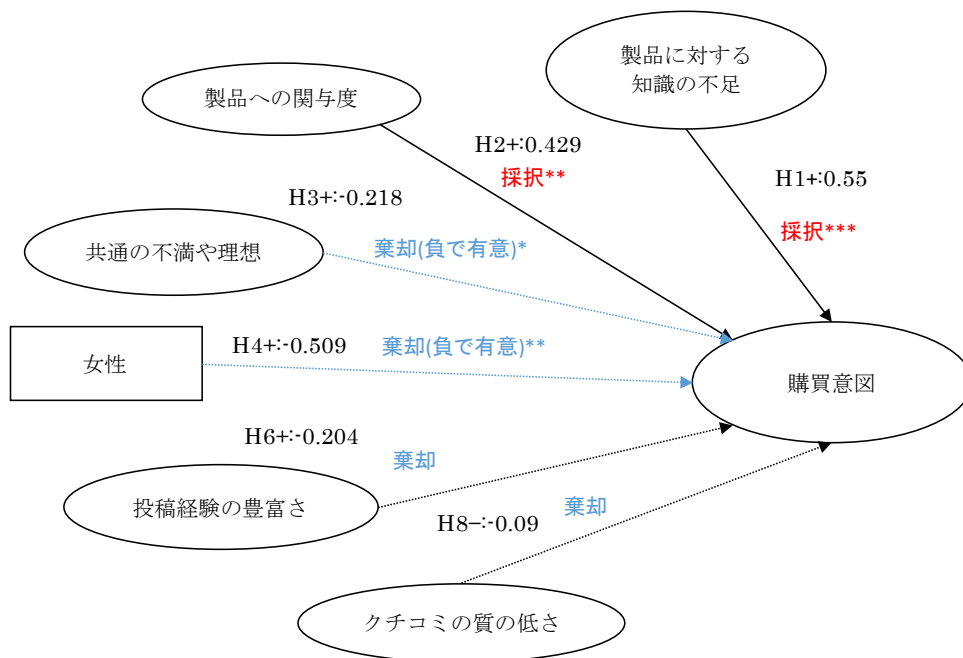 製品に対する
知識の不足
製品への関与度
H2+:0.429
採択**
H1+:0.55
採択***
H3+:-0.218
共通の不満や理想
棄却(負で有意)*
H4+:-0.509
棄却(負で有意)**
女性
購買意図
H6+:-0.204
棄却
投稿経験の豊富さ
H8−:-0.09
棄却
クチコミの質の低さ